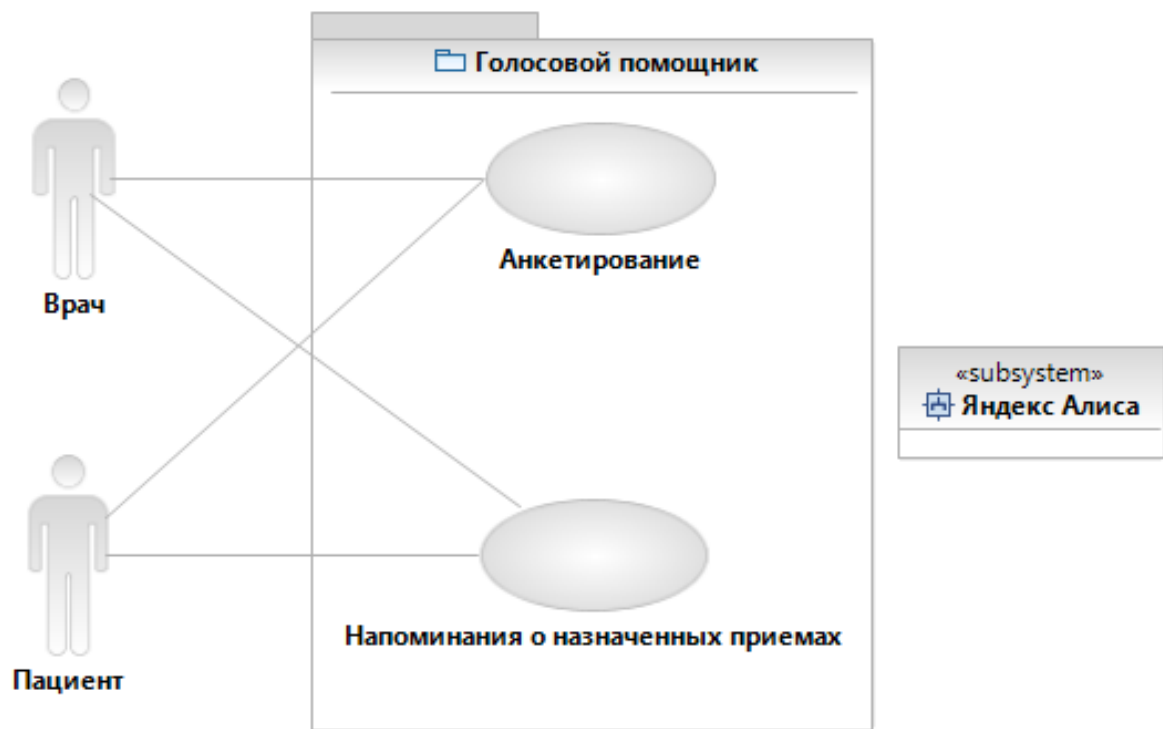 Голосовой помощник
Анкетирование
Врач
«subsystem»
Яндекс Алиса
Напоминания о назначенных приемах
Пациент